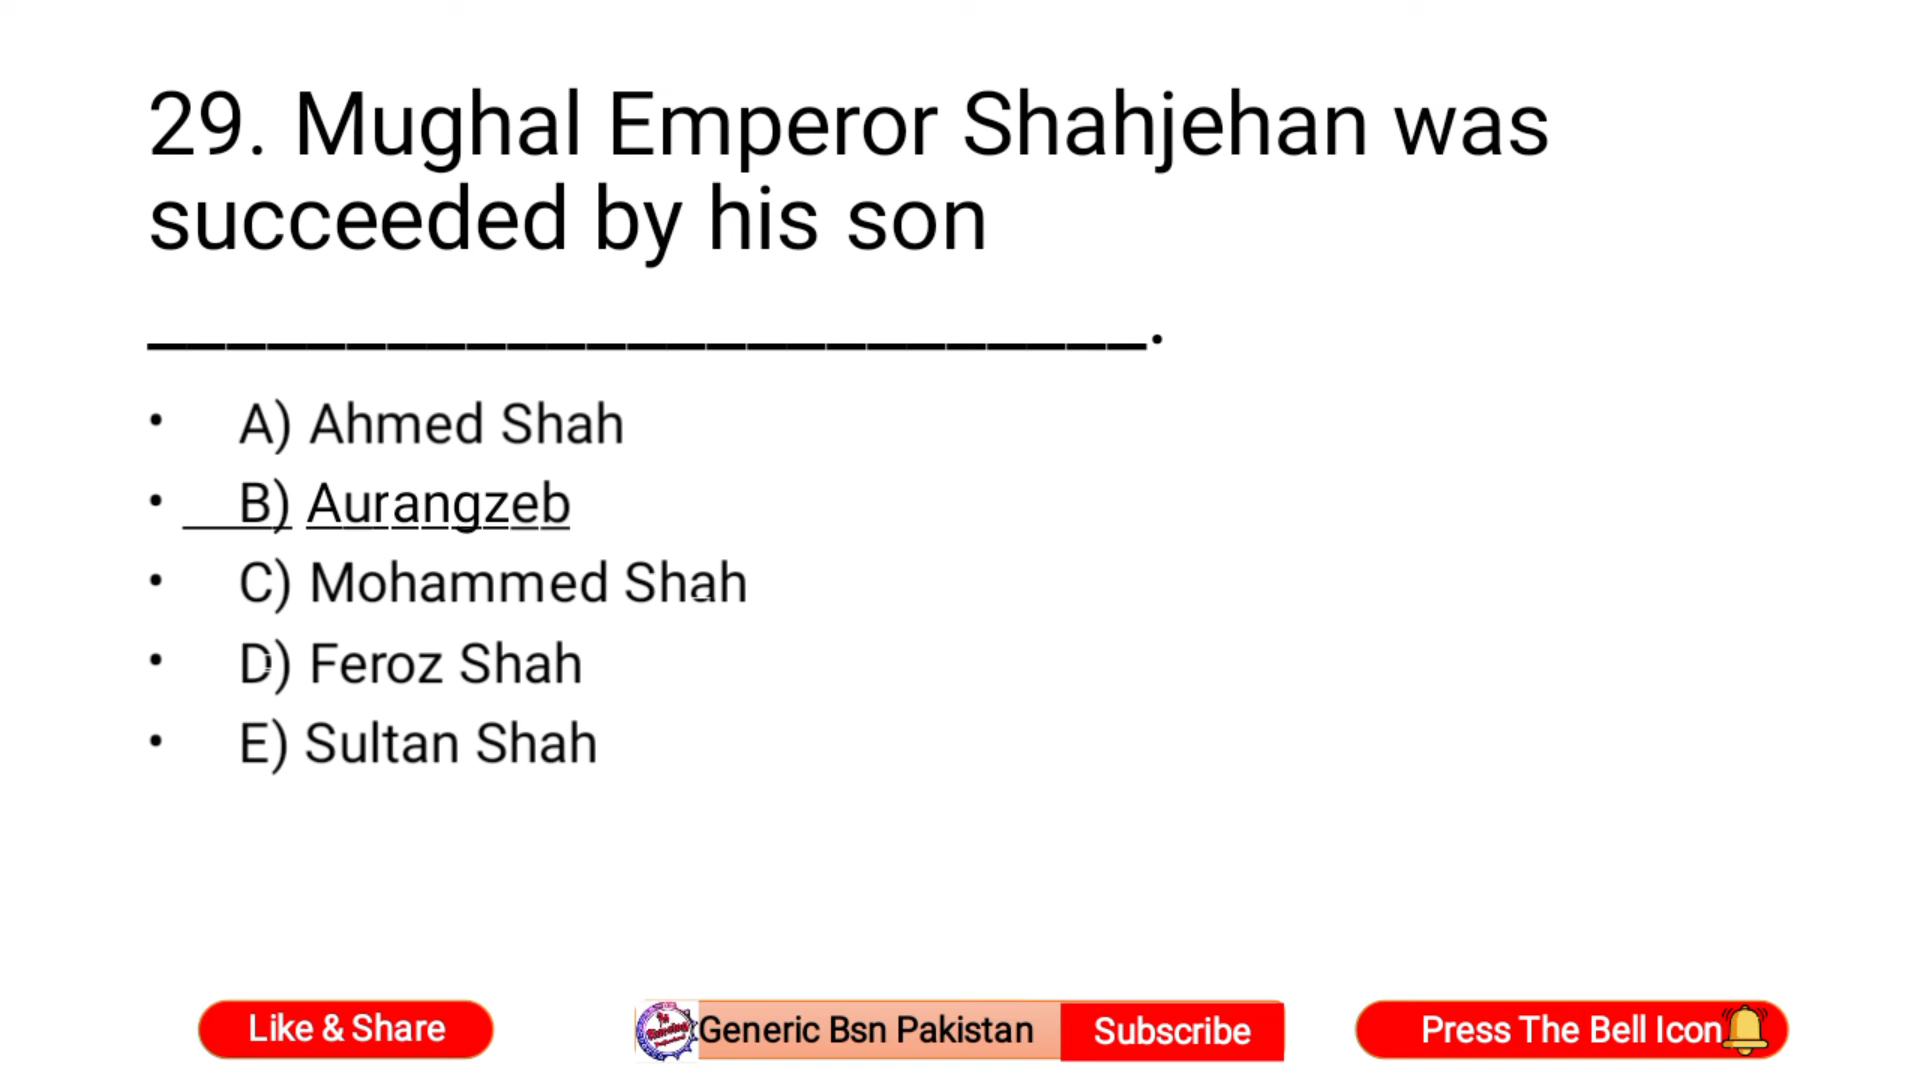 29. Mughal Emperor Shahjehan was
succeeded by his son
_________________________.
• A) Ahmed Shah
• B) Aurangzeb
• C) Mohammed Shah
• D) Feroz Shah
• E) Sultan Shah
Like & Share
Generic Bsn Pakistan
Subscribe
Press The Bell Icon